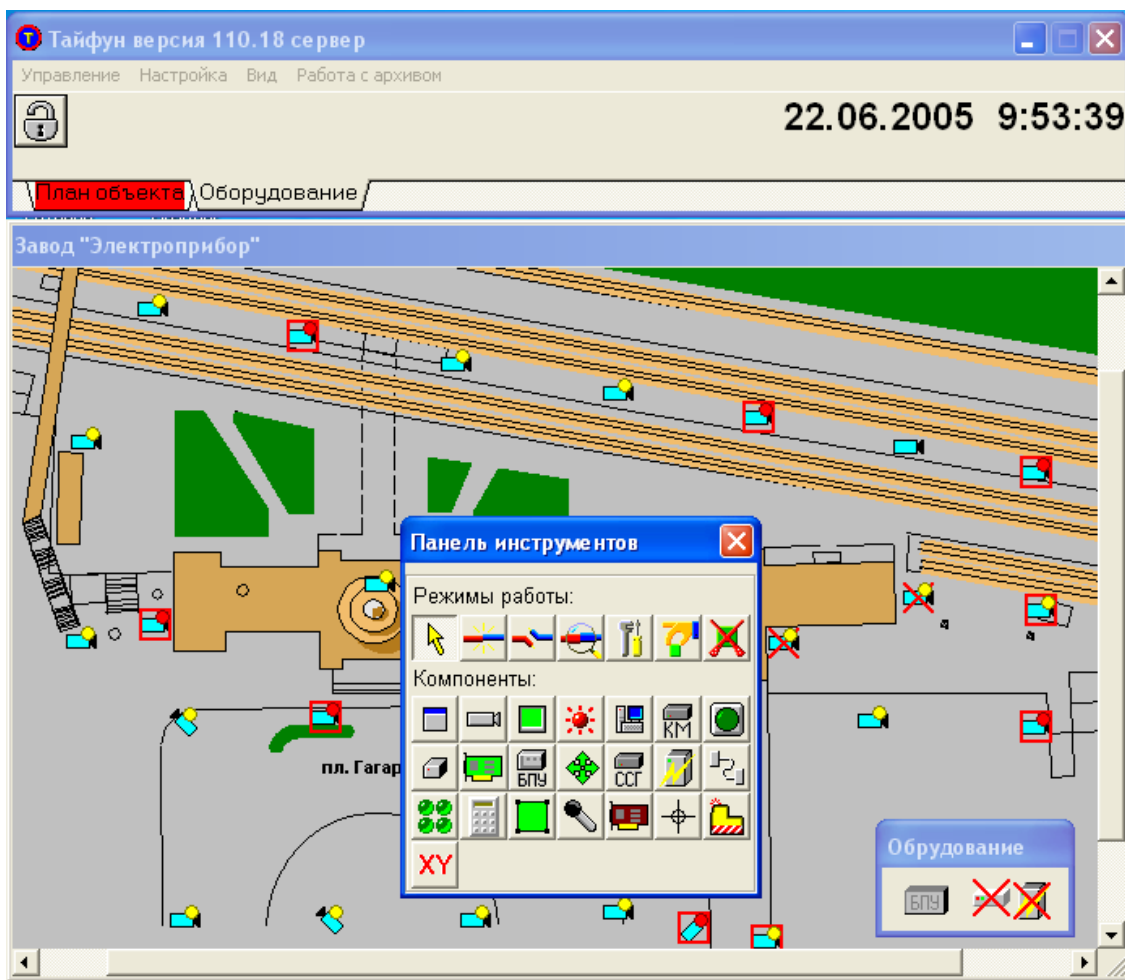 Тайфун версия 110.18 сервер
Управление Настройка Вид Работа с архивом
22.06.2005 9:53:39
План объекта Оборудование
Завод "Электроприбор"
Панель инструментов
Режимы работы:
Компоненты:
КМ
БПУ ССГ
XY
пл. Гагар
Обрудование
БПУ